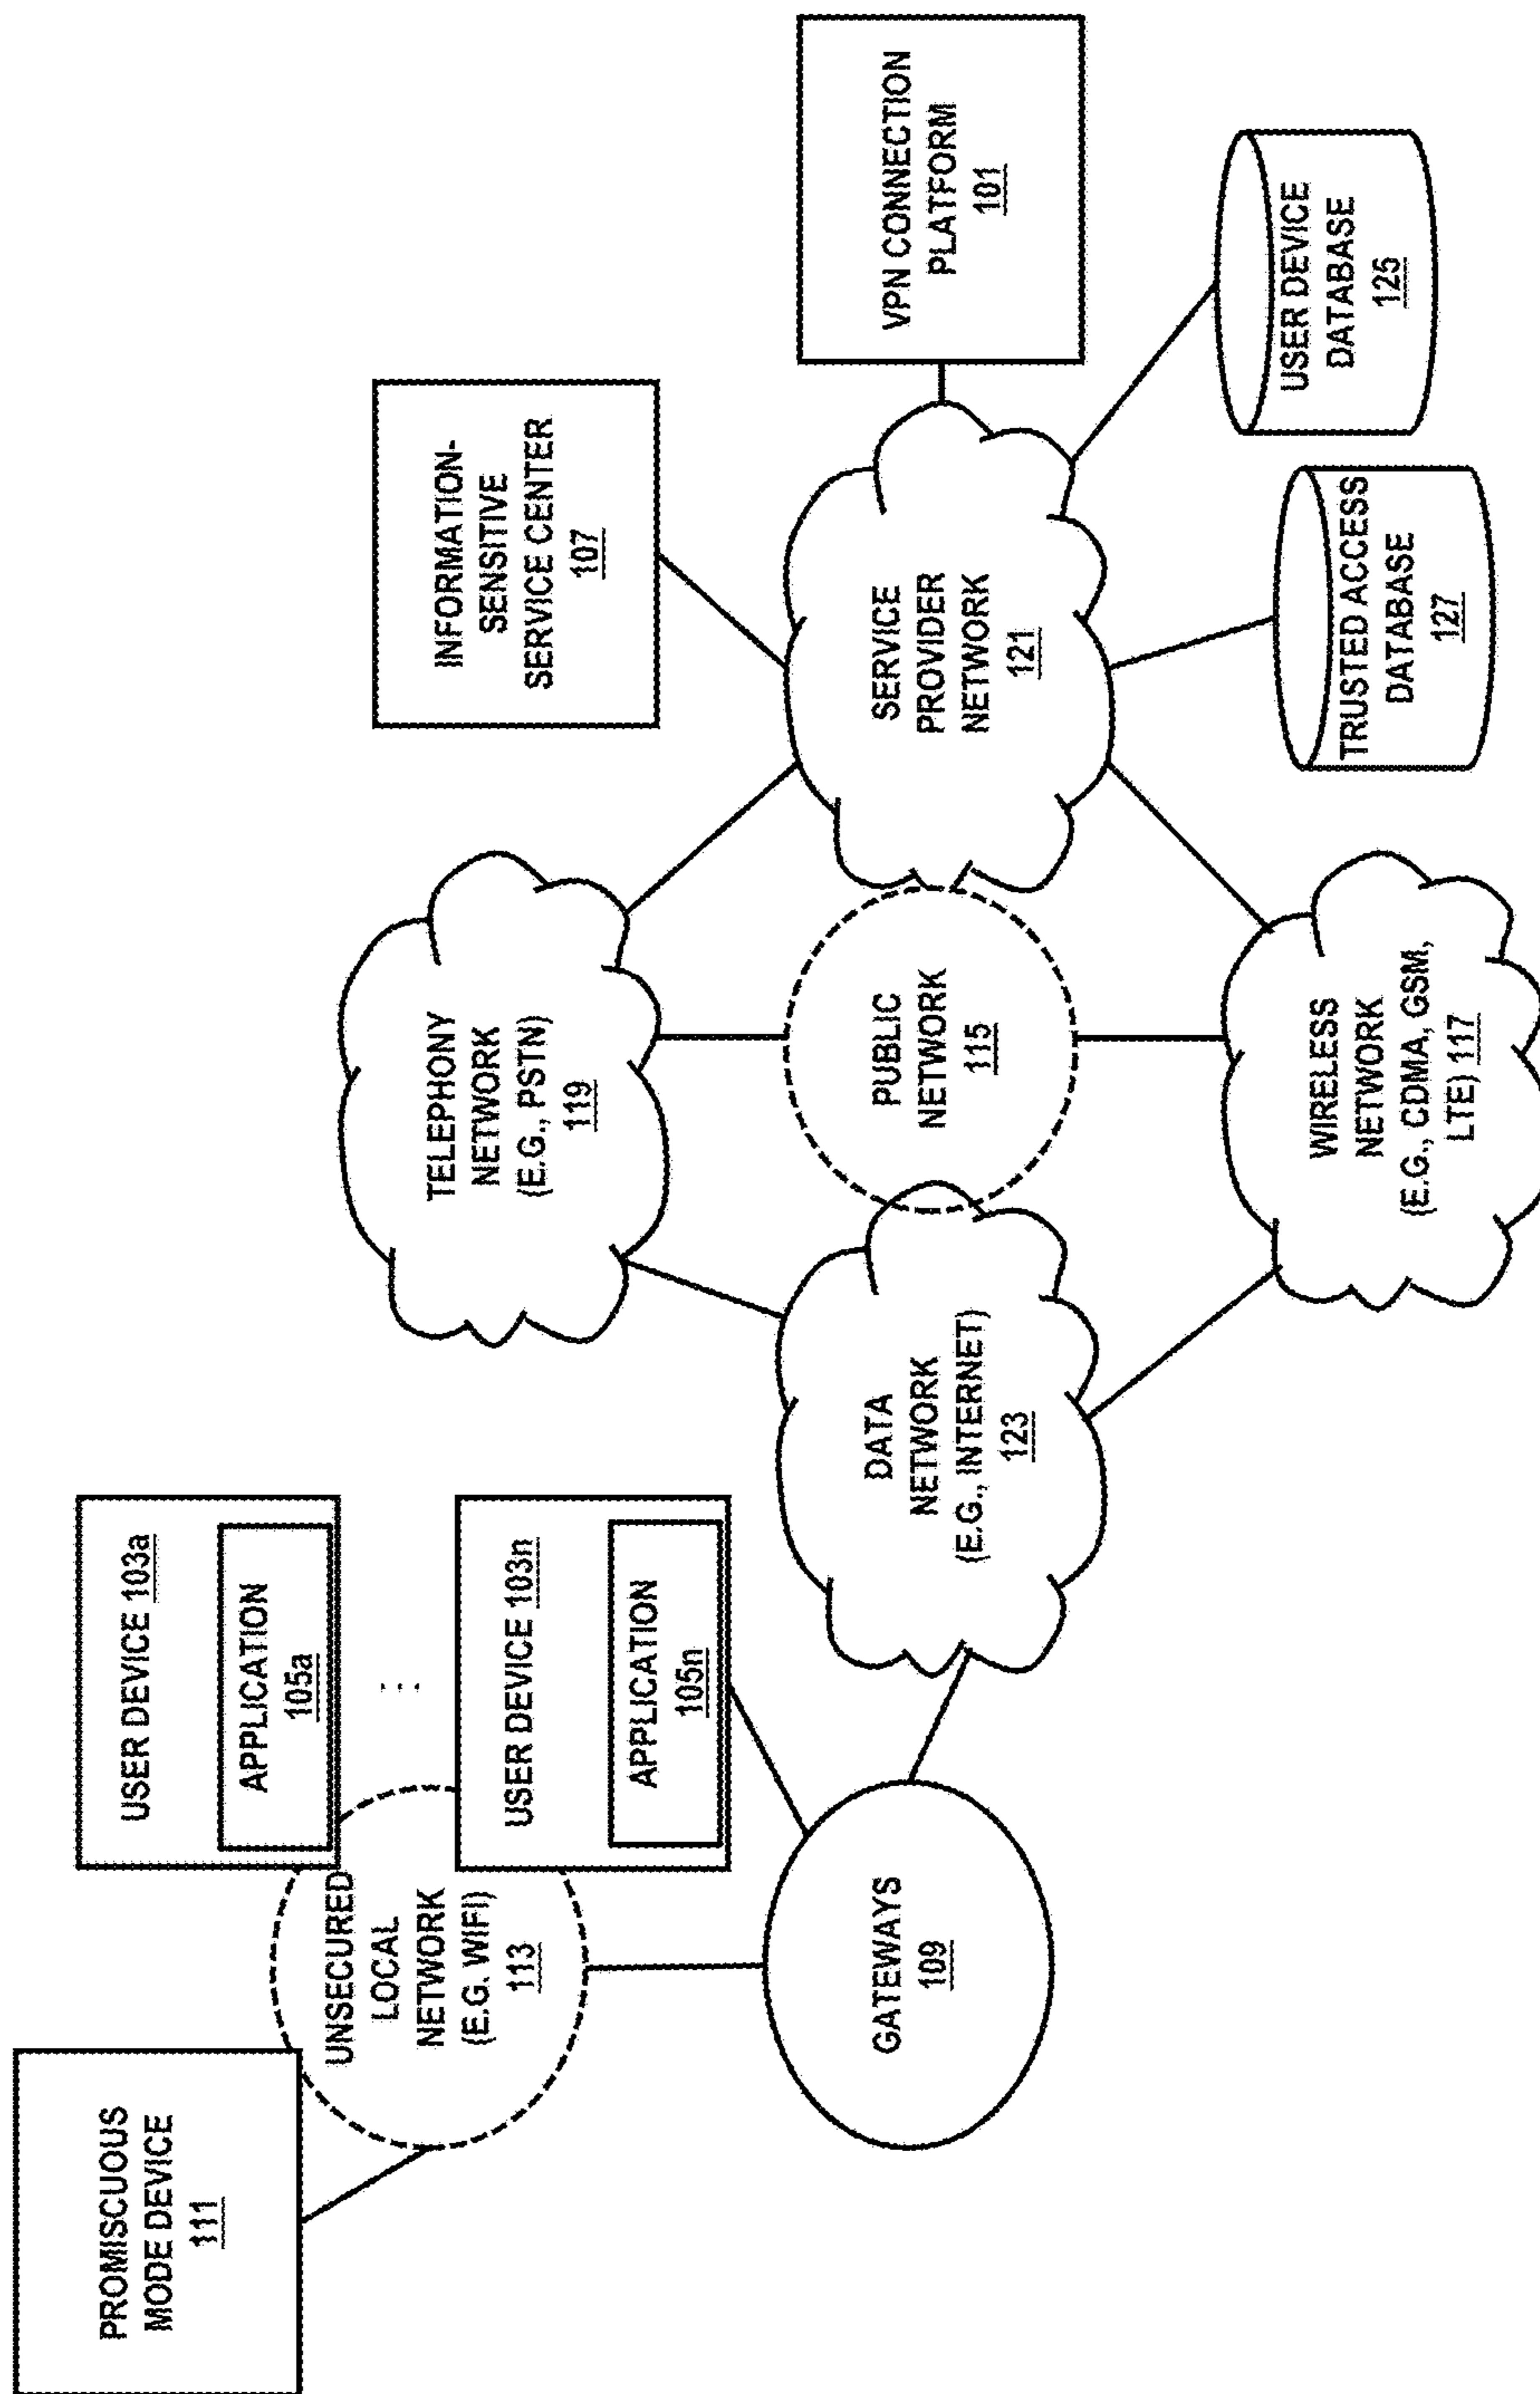 PROMISCUOUS
MODE DEVICE
111
UNSECURED
LOCAL
NETWORK
(E.G. WIFI)
113
USER DEVICE 103a
APPLICATION
105a
...
USER DEVICE 103n
APPLICATION
105n
GATEWAYS
109
TELEPHONY
NETWORK
(E.G., PSTN)
119
DATA
NETWORK
(E.G., INTERNET)
123
PUBLIC
NETWORK
115
WIRELESS
NETWORK
(E.G., CDMA, GSM,
LTE) 117
INFORMATION-
SENSITIVE
SERVICE CENTER
107
SERVICE
PROVIDER
NETWORK
121
VPN CONNECTION
PLATFORM
101
TRUSTED ACCESS
DATABASE
127
USER DEVICE
DATABASE
125